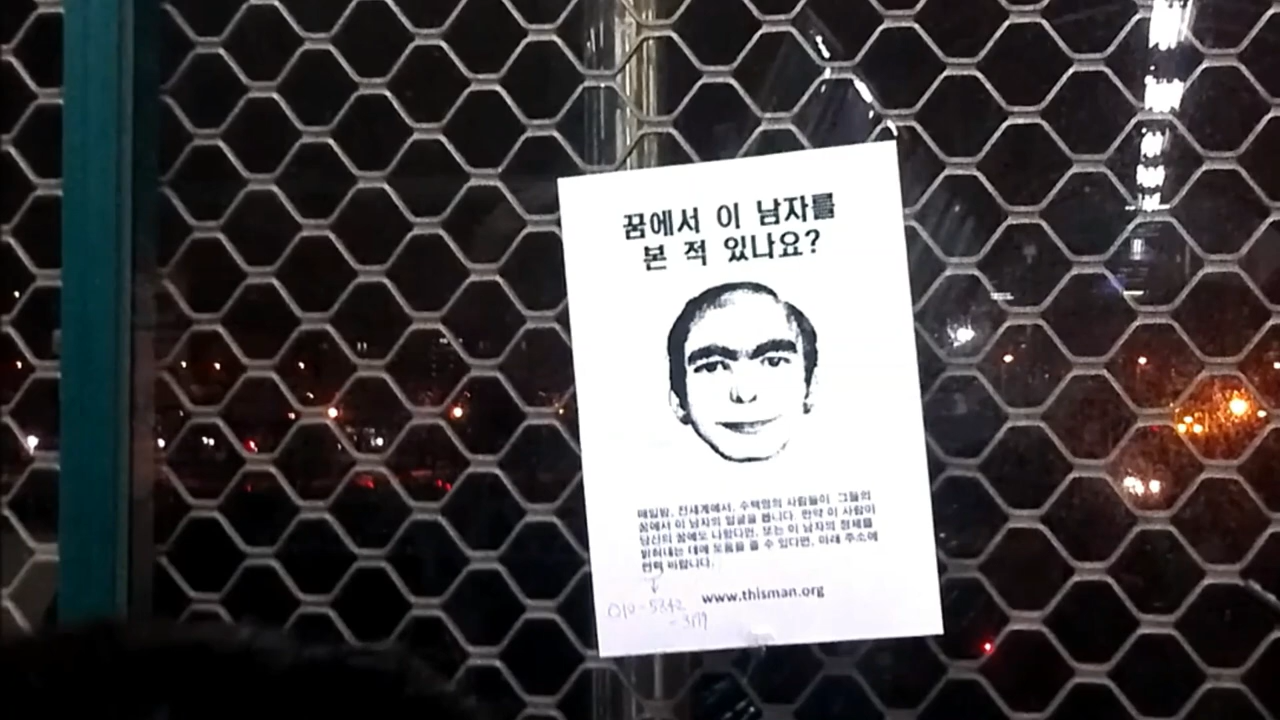 꿈에서 이 남자를
본 적 있나요?
매일밤, 전세계에서, 수백명의 사람들이 그들의
꿈에서 이 남자의 얼굴을 봅니다. 만약 이 사람이
당신의 꿈에도 나왔다면, 또는 이 남자의 정체를
밝혀내는 데에 도움을 줄 수 있다면, 아래 주소에
연락 바랍니다.
www.thisman.org
010-5342